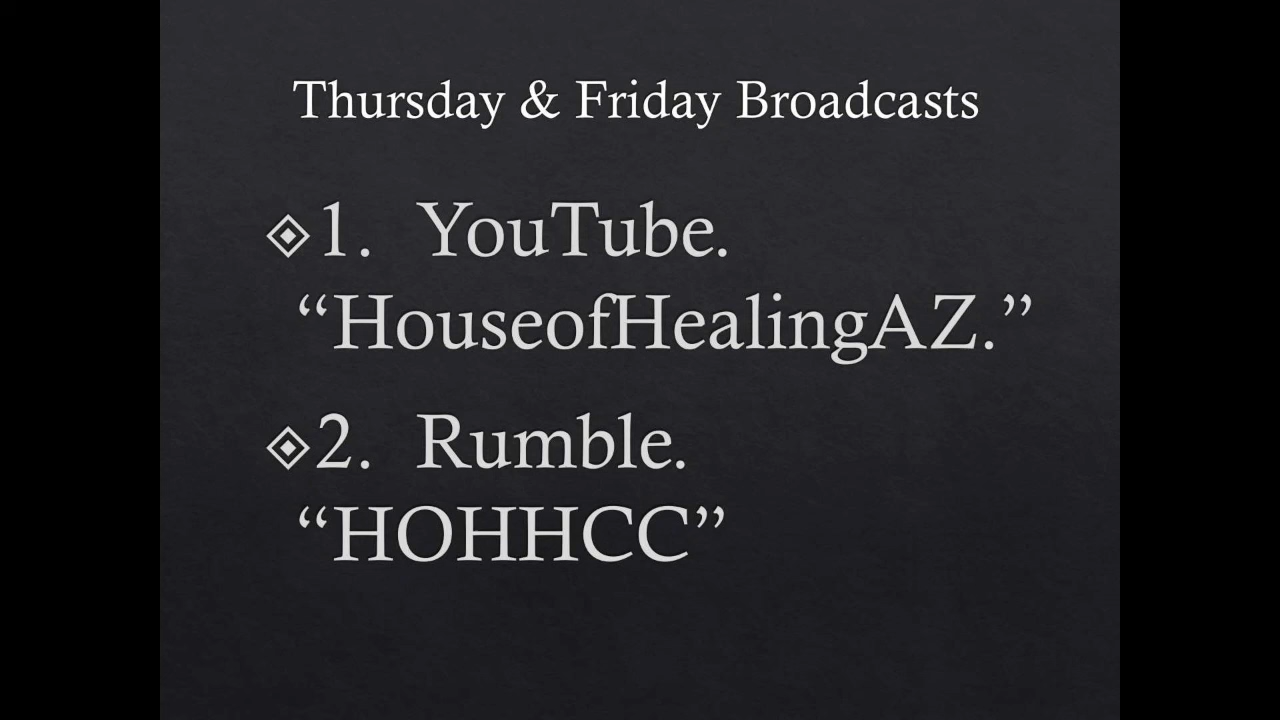 Thursday & Friday Broadcasts
1. YouTube.
“HouseofHealingAZ.”
2. Rumble.
“HOHHCC”